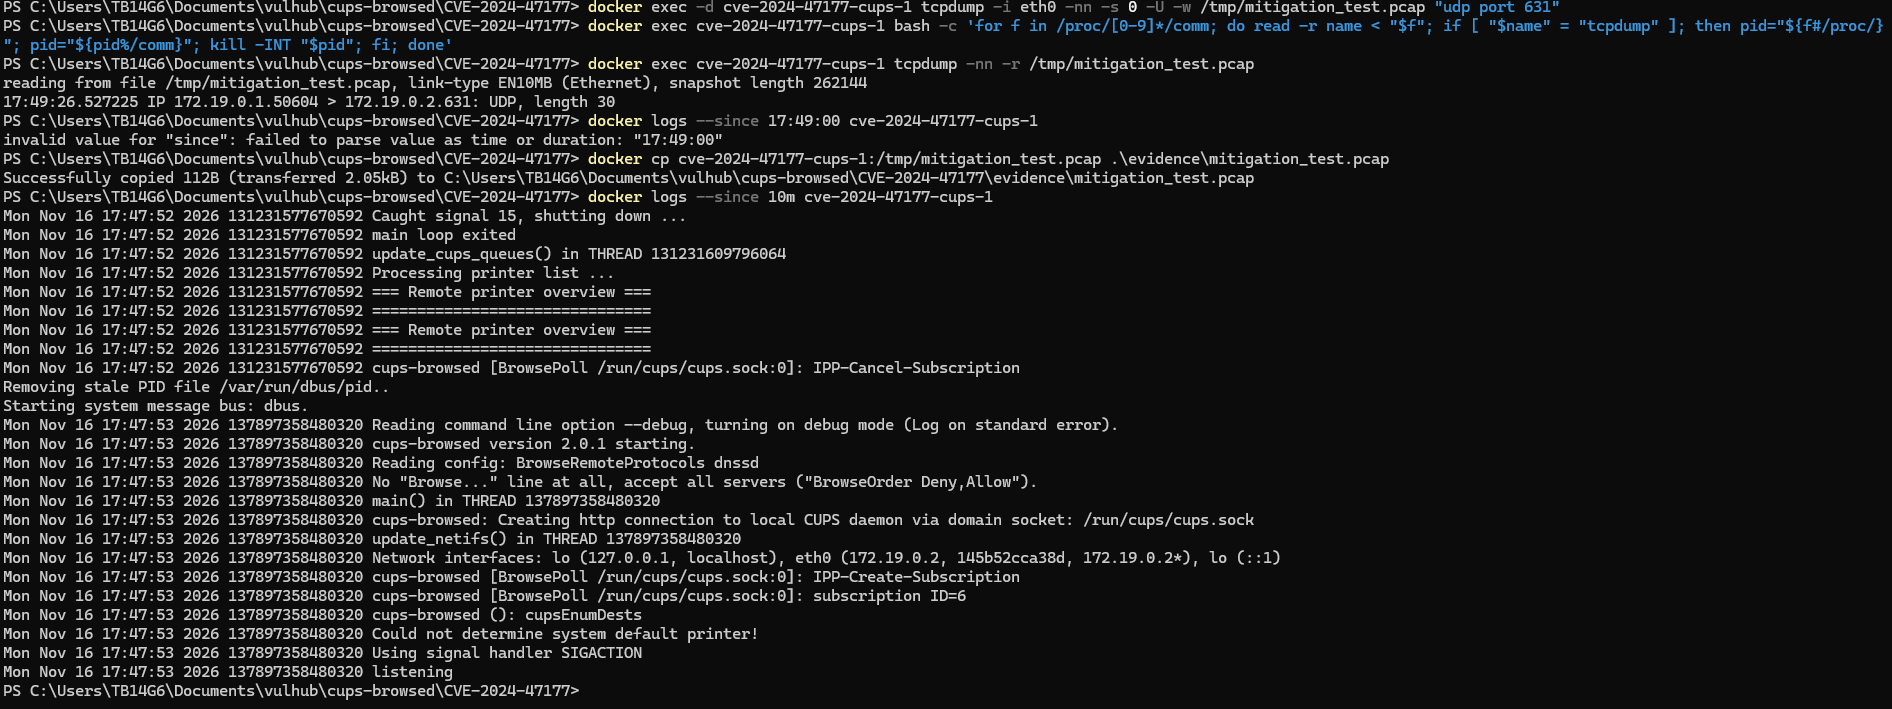 PS C:\Users\TB14G6\Documents\vulhub\cups-browsed\CVE-2024-47177> docker exec -d cve-2024-47177-cups-1 tcpdump -i eth0 -nn -s 0 -U -w /tmp/mitigation_test.pcap "udp port 631"
PS C:\Users\TB14G6\Documents\vulhub\cups-browsed\CVE-2024-47177> docker exec cve-2024-47177-cups-1 bash -c 'for f in /proc/[0-9]*/comm; do read -r name < "$f"; if [ "$name" = "tcpdump" ]; then pid="${f#/proc/}
"; pid="${pid%/comm}"; kill -INT "$pid"; fi; done'
PS C:\Users\TB14G6\Documents\vulhub\cups-browsed\CVE-2024-47177> docker exec cve-2024-47177-cups-1 tcpdump -nn -r /tmp/mitigation_test.pcap
reading from file /tmp/mitigation_test.pcap, link-type EN10MB (Ethernet), snapshot length 262144
17:49:26.527225 IP 172.19.0.1.50604 > 172.19.0.2.631: UDP, length 30
PS C:\Users\TB14G6\Documents\vulhub\cups-browsed\CVE-2024-47177> docker logs --since 17:49:00 cve-2024-47177-cups-1
invalid value for "since": failed to parse value as time or duration: "17:49:00"
PS C:\Users\TB14G6\Documents\vulhub\cups-browsed\CVE-2024-47177> docker cp cve-2024-47177-cups-1:/tmp/mitigation_test.pcap .\evidence\mitigation_test.pcap
Successfully copied 112B (transferred 2.05kB) to C:\Users\TB14G6\Documents\vulhub\cups-browsed\CVE-2024-47177\evidence\mitigation_test.pcap
PS C:\Users\TB14G6\Documents\vulhub\cups-browsed\CVE-2024-47177> docker logs --since 10m cve-2024-47177-cups-1
Mon Nov 16 17:47:52 2026 131231577670592 Caught signal 15, shutting down ...
Mon Nov 16 17:47:52 2026 131231577670592 main loop exited
Mon Nov 16 17:47:52 2026 131231577670592 update_cups_queues() in THREAD 131231609796064
Mon Nov 16 17:47:52 2026 131231577670592 Processing printer list ...
Mon Nov 16 17:47:52 2026 131231577670592 === Remote printer overview ===
Mon Nov 16 17:47:52 2026 131231577670592 ===============================
Mon Nov 16 17:47:52 2026 131231577670592 === Remote printer overview ===
Mon Nov 16 17:47:52 2026 131231577670592 ===============================
Mon Nov 16 17:47:52 2026 131231577670592 cups-browsed [BrowsePoll /run/cups/cups.sock:0]: IPP-Cancel-Subscription
Removing stale PID file /var/run/dbus/pid..
Starting system message bus: dbus.
Mon Nov 16 17:47:53 2026 137897358480320 Reading command line option --debug, turning on debug mode (Log on standard error).
Mon Nov 16 17:47:53 2026 137897358480320 cups-browsed version 2.0.1 starting.
Mon Nov 16 17:47:53 2026 137897358480320 Reading config: BrowseRemoteProtocols dnssd
Mon Nov 16 17:47:53 2026 137897358480320 No "Browse..." line at all, accept all servers ("BrowseOrder Deny,Allow").
Mon Nov 16 17:47:53 2026 137897358480320 main() in THREAD 137897358480320
Mon Nov 16 17:47:53 2026 137897358480320 cups-browsed: Creating http connection to local CUPS daemon via domain socket: /run/cups/cups.sock
Mon Nov 16 17:47:53 2026 137897358480320 update_netifs() in THREAD 137897358480320
Mon Nov 16 17:47:53 2026 137897358480320 Network interfaces: lo (127.0.0.1, localhost), eth0 (172.19.0.2, 145b52cca38d, 172.19.0.2*), lo (::1)
Mon Nov 16 17:47:53 2026 137897358480320 cups-browsed [BrowsePoll /run/cups/cups.sock:0]: IPP-Create-Subscription
Mon Nov 16 17:47:53 2026 137897358480320 cups-browsed [BrowsePoll /run/cups/cups.sock:0]: subscription ID=6
Mon Nov 16 17:47:53 2026 137897358480320 cups-browsed (): cupsEnumDests
Mon Nov 16 17:47:53 2026 137897358480320 Could not determine system default printer!
Mon Nov 16 17:47:53 2026 137897358480320 Using signal handler SIGACTION
Mon Nov 16 17:47:53 2026 137897358480320 listening
PS C:\Users\TB14G6\Documents\vulhub\cups-browsed\CVE-2024-47177>